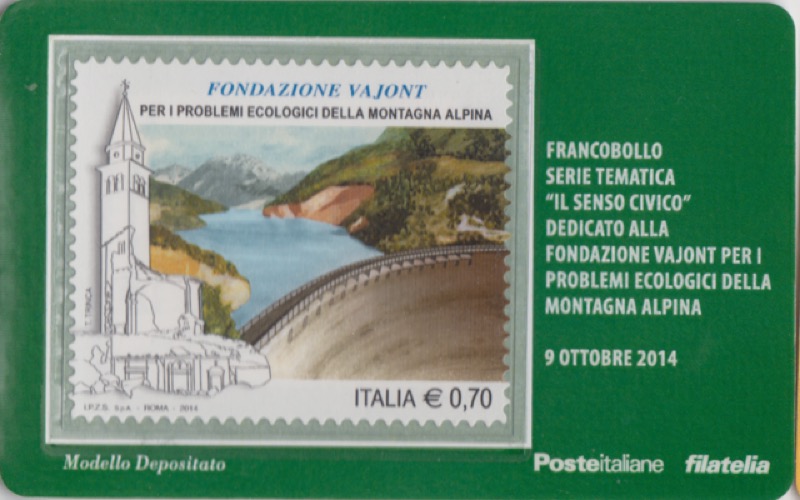 FONDAZIONE VAJONT
PER I PROBLEMI ECOLOGICI DELLA MONTAGNA ALPINA
T. TRINCA
I.P.Z.S. S.p.A. - ROMA - 2014
ITALIA € 0,70
FRANCOBOLLO
SERIE TEMATICA
"IL SENSO CIVICO"
DEDICATO ALLA
FONDAZIONE VAJONT PER I
PROBLEMI ECOLOGICI DELLA
MONTAGNA ALPINA
9 OTTOBRE 2014
Modello Depositato
Posteitaliane filatelia